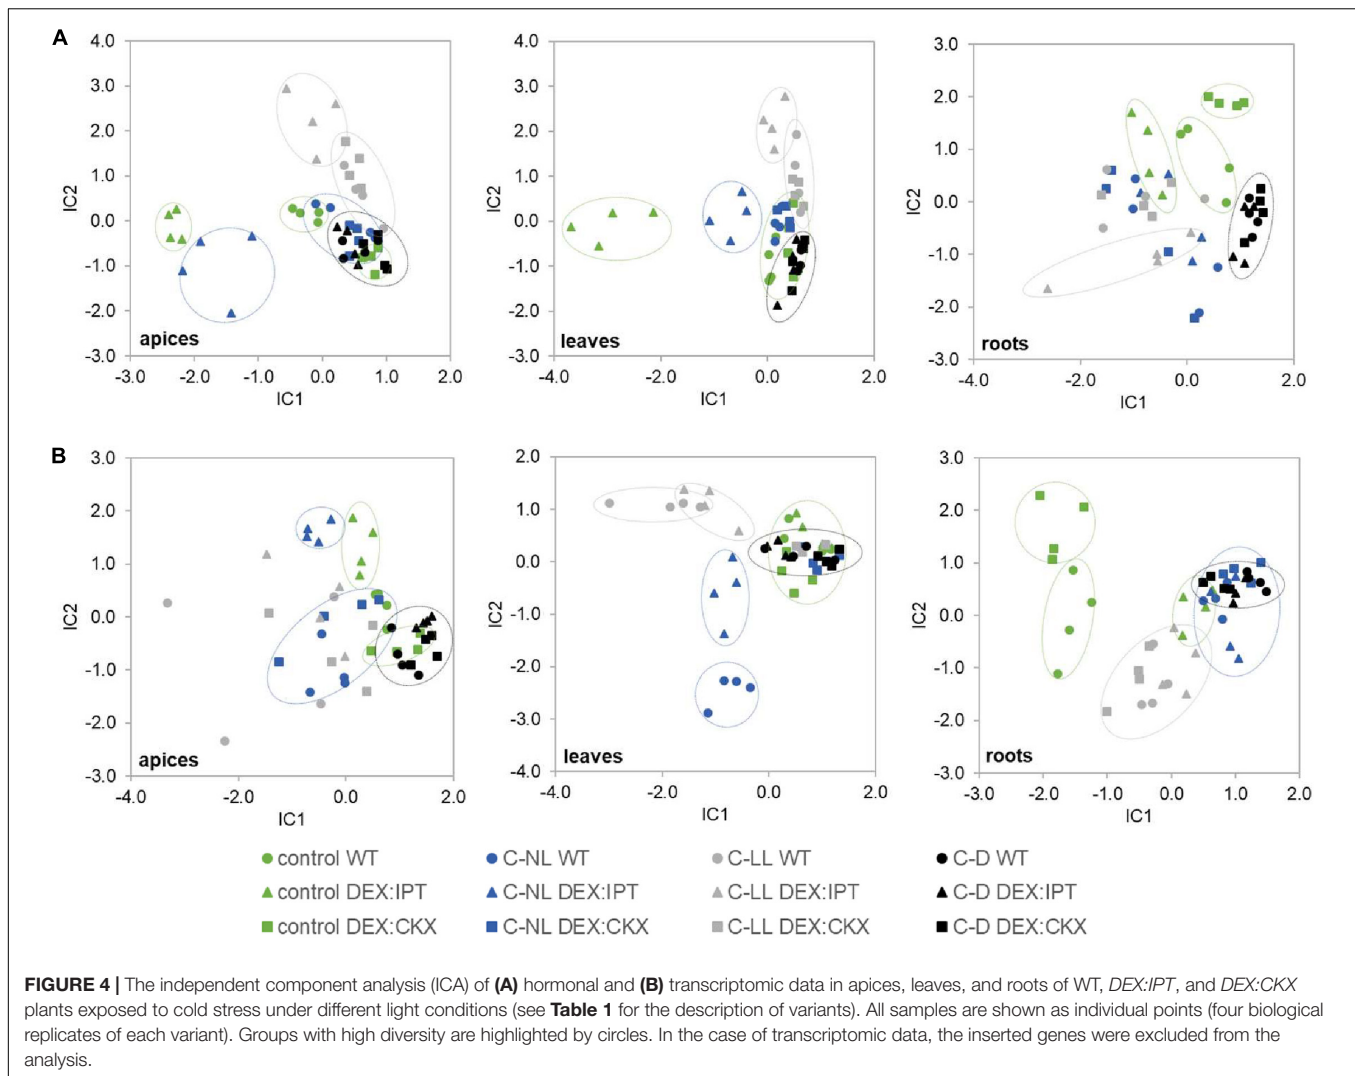 A
4.0
3.0
2.0
1.0
0.0
-1.0
-2.0
-3.0
IC2
apices
-3.0 -2.0 -1.0 0.0 1.0 2.0
IC1
4.0
3.0
2.0
1.0
0.0
-1.0
-2.0
-3.0
IC2
leaves
-4.0 -2.0 0.0 2.0
IC1
3.0
2.0
1.0
0.0
-1.0
-2.0
-3.0
IC2
roots
-4.0 -2.0 0.0 2.0
IC1
B
3.0
2.0
1.0
0.0
-1.0
-2.0
-3.0
IC2
apices
-4.0 -2.0 0.0 2.0
IC1
2.0
1.0
0.0
-1.0
-2.0
-3.0
-4.0
IC2
leaves
-4.0 -2.0 0.0 2.0
IC1
3.0
2.0
1.0
0.0
-1.0
-2.0
-3.0
IC2
roots
-3.0 -2.0 -1.0 0.0 1.0 2.0
IC1
control WT C-NL WT C-LL WT C-D WT
control DEX:IPT C-NL DEX:IPT C-LL DEX:IPT C-D DEX:IPT
control DEX:CKX C-NL DEX:CKX C-LL DEX:CKX C-D DEX:CKX
FIGURE 4 | The independent component analysis (ICA) of (A) hormonal and (B) transcriptomic data in apices, leaves, and roots of WT, DEX:IPT, and DEX:CKX
plants exposed to cold stress under different light conditions (see Table 1 for the description of variants). All samples are shown as individual points (four biological
replicates of each variant). Groups with high diversity are highlighted by circles. In the case of transcriptomic data, the inserted genes were excluded from the
analysis.